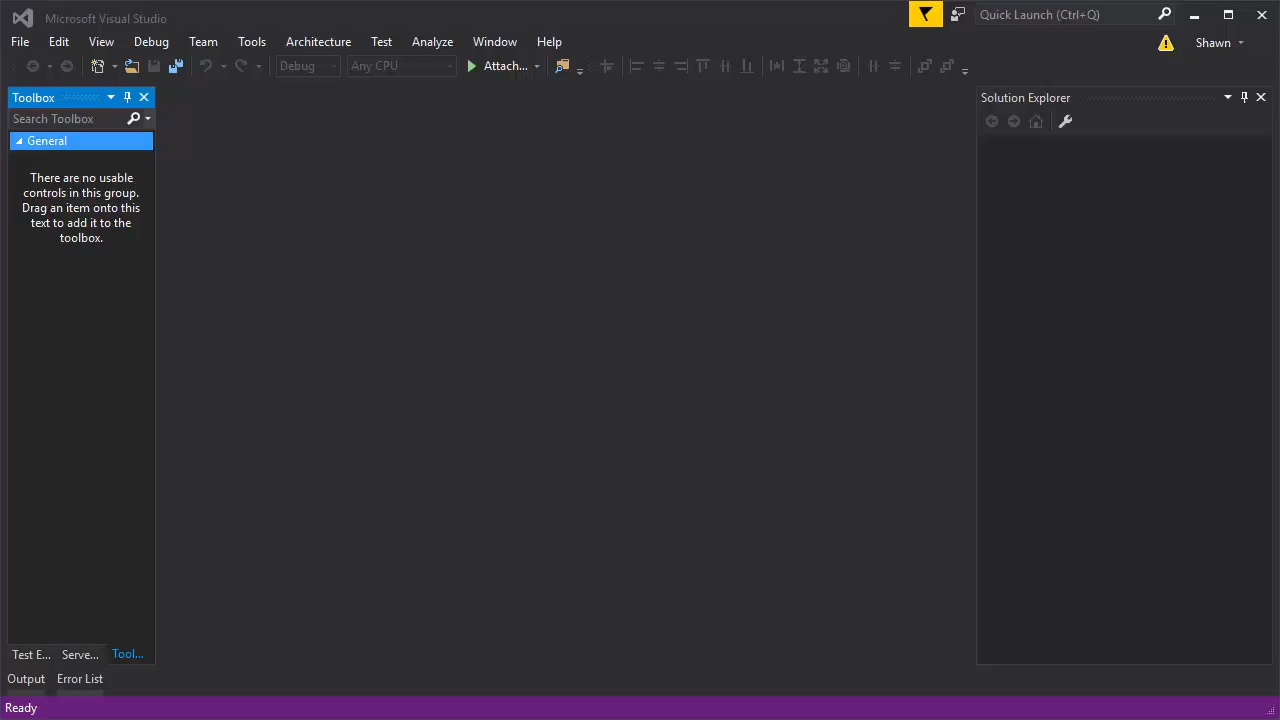 Microsoft Visual Studio
Quick Launch (Ctrl+Q)
File Edit View Debug Team Tools Architecture Test Analyze Window Help
Shawn
Debug Any CPU Attach...
Toolbox
Search Toolbox
General
There are no usable
controls in this group.
Drag an item onto this
text to add it to the
toolbox.
Solution Explorer
Test E... Serve... Tool...
Output Error List
Ready